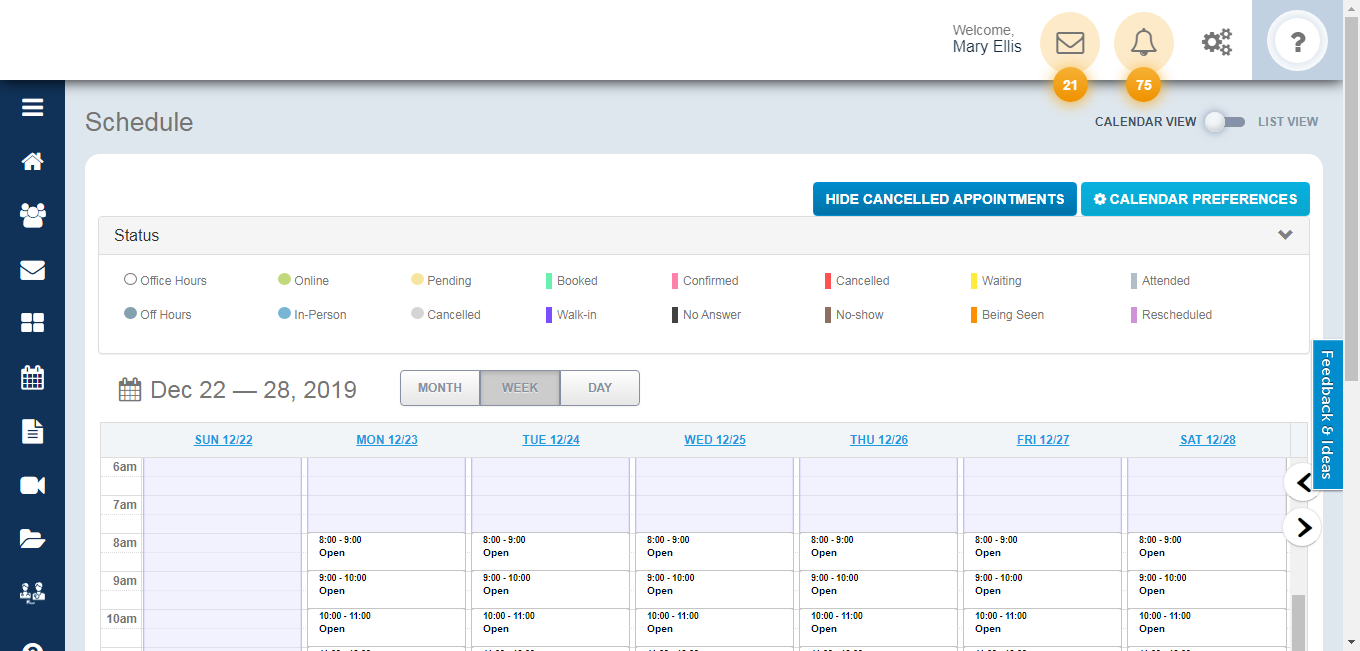 Welcome,
Mary Ellis
21
75
?
Schedule
CALENDAR VIEW LIST VIEW
HIDE CANCELLED APPOINTMENTS CALENDAR PREFERENCES
Status
Office Hours Online Pending Booked Confirmed Cancelled Waiting Attended
Off Hours In-Person Cancelled Walk-in No Answer No-show Being Seen Rescheduled
Feedback & Ideas
Dec 22 — 28, 2019 MONTH WEEK DAY
SUN 12/22 MON 12/23 TUE 12/24 WED 12/25 THU 12/26 FRI 12/27 SAT 12/28
6am
7am
8am 8:00 - 9:00 8:00 - 9:00 8:00 - 9:00 8:00 - 9:00 8:00 - 9:00 8:00 - 9:00
Open Open Open Open Open Open
9am 9:00 - 10:00 9:00 - 10:00 9:00 - 10:00 9:00 - 10:00 9:00 - 10:00 9:00 - 10:00
Open Open Open Open Open Open
10am 10:00 - 11:00 10:00 - 11:00 10:00 - 11:00 10:00 - 11:00 10:00 - 11:00 10:00 - 11:00
Open Open Open Open Open Open